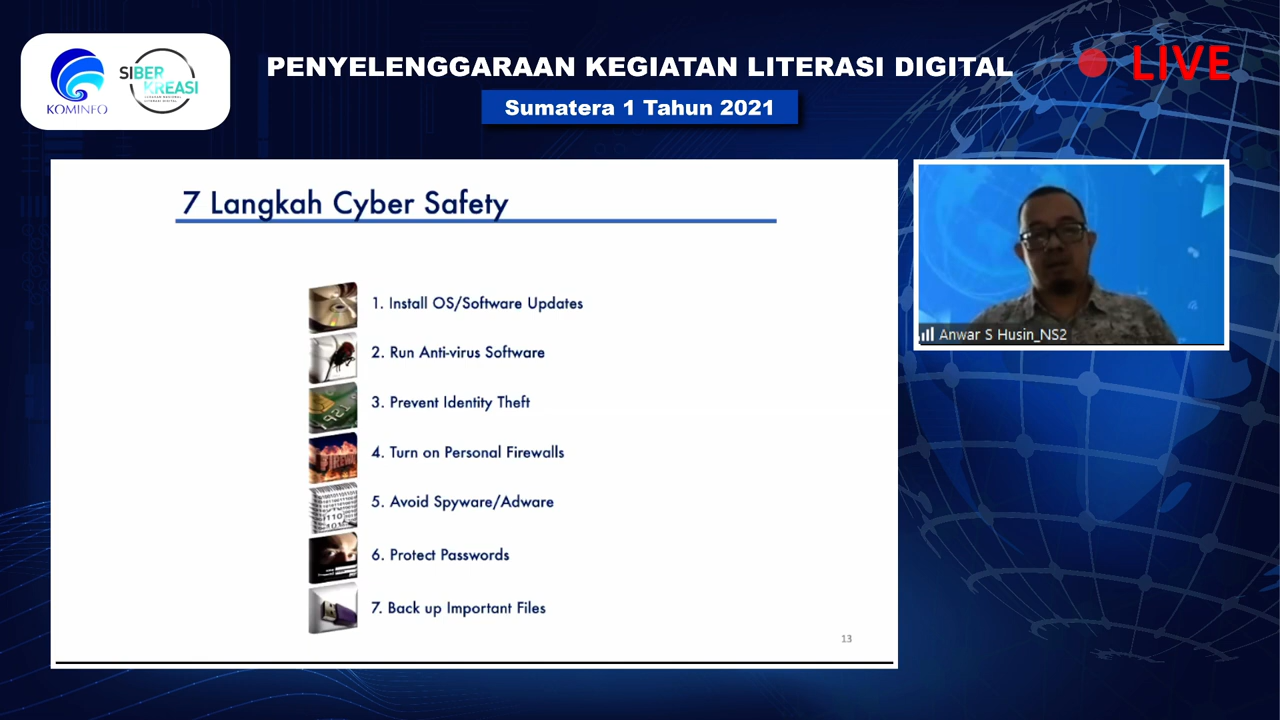 KOMINFO
SIBER
KREASI
PENYELENGGARAAN KEGIATAN LITERASI DIGITAL
Sumatera 1 Tahun 2021
LIVE
7 Langkah Cyber Safety
1. Install OS/Software Updates
2. Run Anti-virus Software
3. Prevent Identity Theft
4. Turn on Personal Firewalls
5. Avoid Spyware/Adware
6. Protect Passwords
7. Back up Important Files
13
Anwar S Husin_NS2